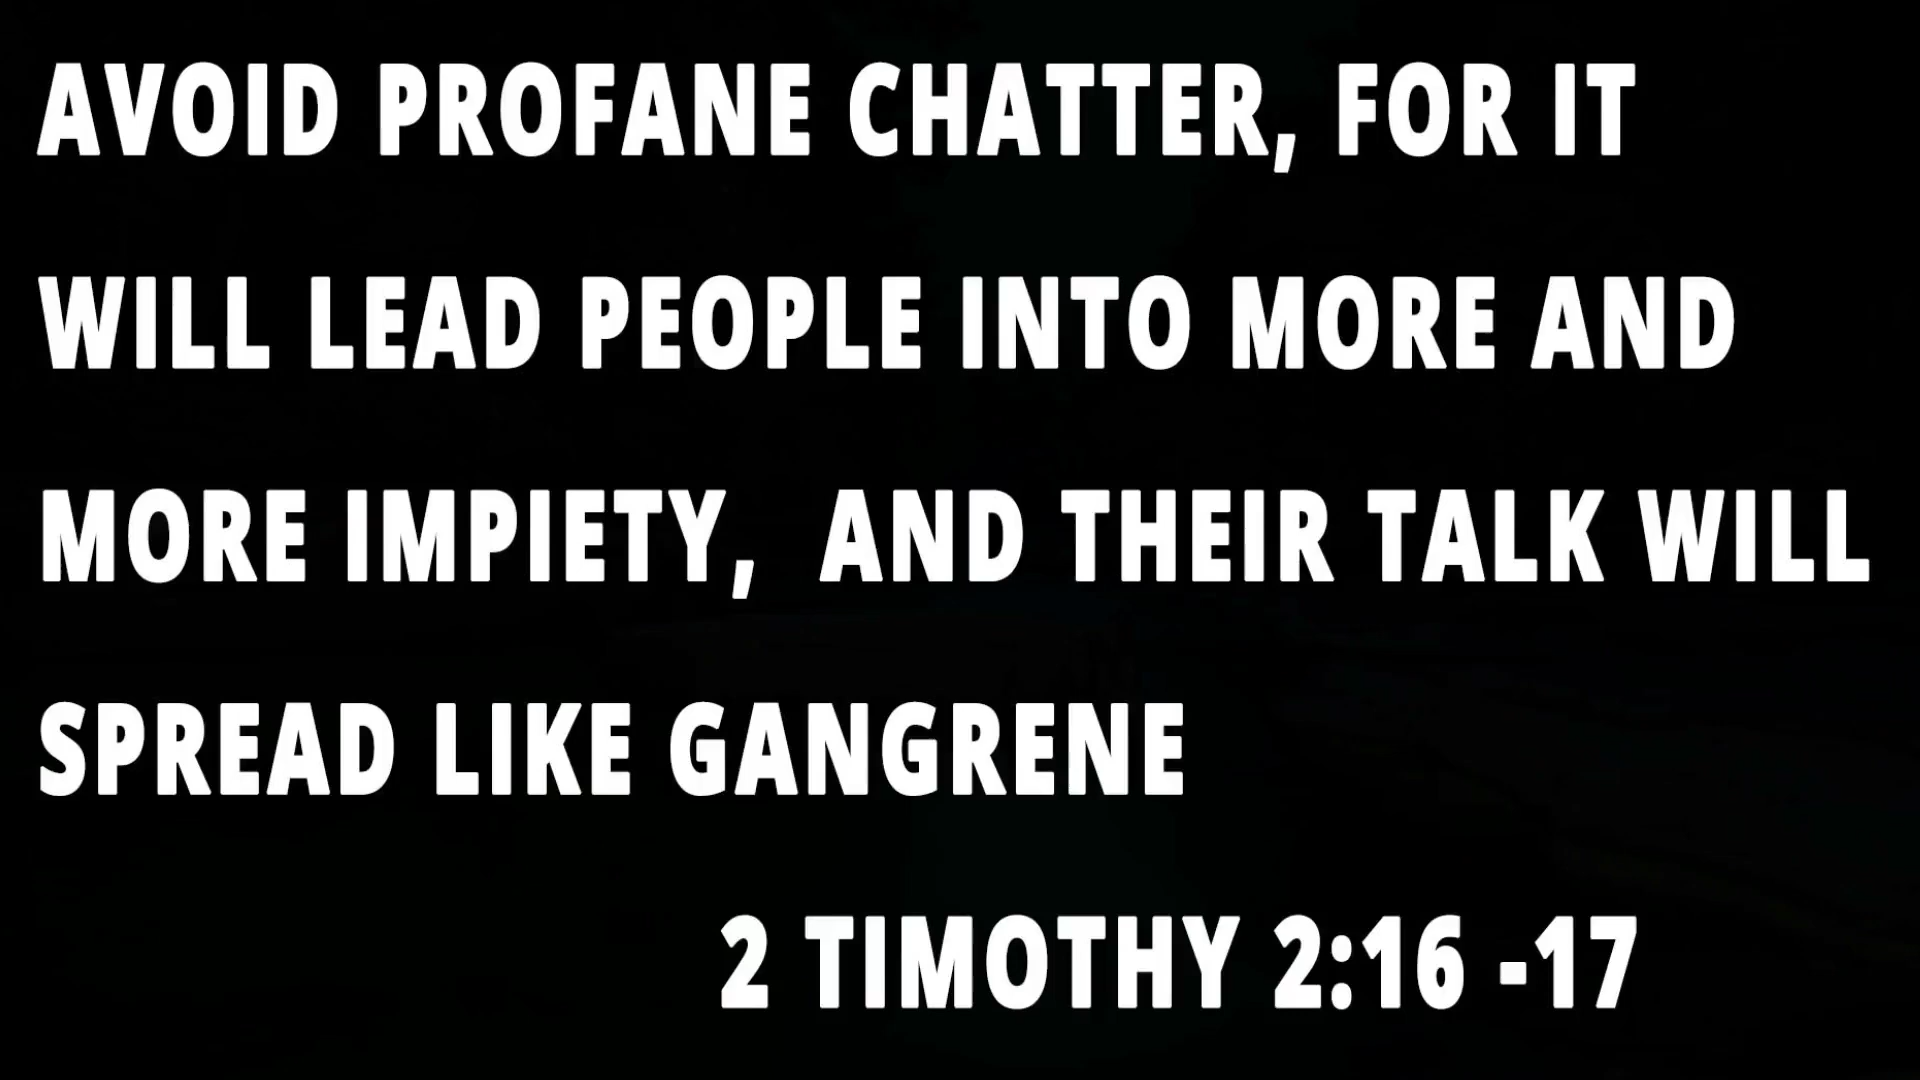 AVOID PROFANE CHATTER, FOR IT
WILL LEAD PEOPLE INTO MORE AND
MORE IMPIETY,  AND THEIR TALK WILL
SPREAD LIKE GANGRENE
2 TIMOTHY 2:16 -17